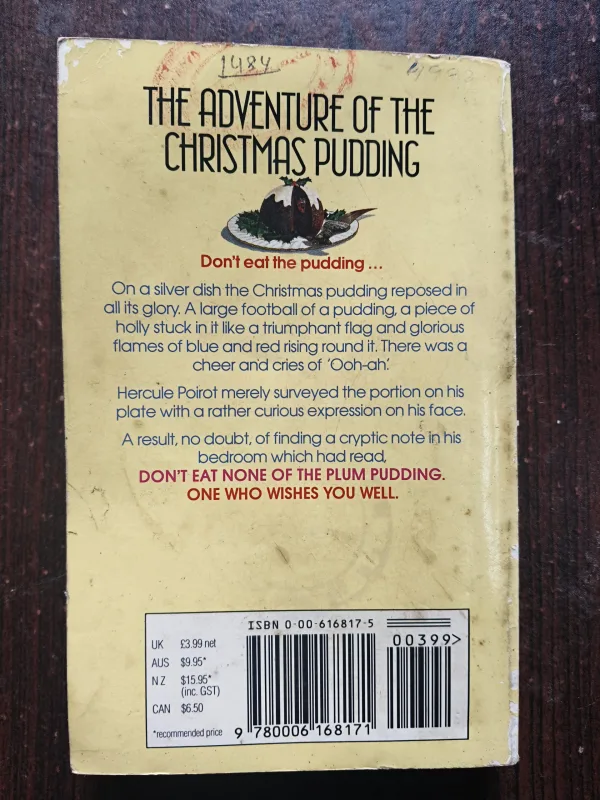 1484
THE ADVENTURE OF THE
CHRISTMAS PUDDING
Don't eat the pudding ...
On a silver dish the Christmas pudding reposed in
all its glory. A large football of a pudding, a piece of
holly stuck in it like a triumphant flag and glorious
flames of blue and red rising round it. There was a
cheer and cries of 'Ooh-ah'.
Hercule Poirot merely surveyed the portion on his
plate with a rather curious expression on his face.
A result, no doubt, of finding a cryptic note in his
bedroom which had read,
DON'T EAT NONE OF THE PLUM PUDDING.
ONE WHO WISHES YOU WELL.
ISBN 0-00-616817-5
00399>
UK £3.99 net
AUS $9.95*
NZ $15.95*
(inc. GST)
CAN $6.50
*recommended price
9 780006 168171